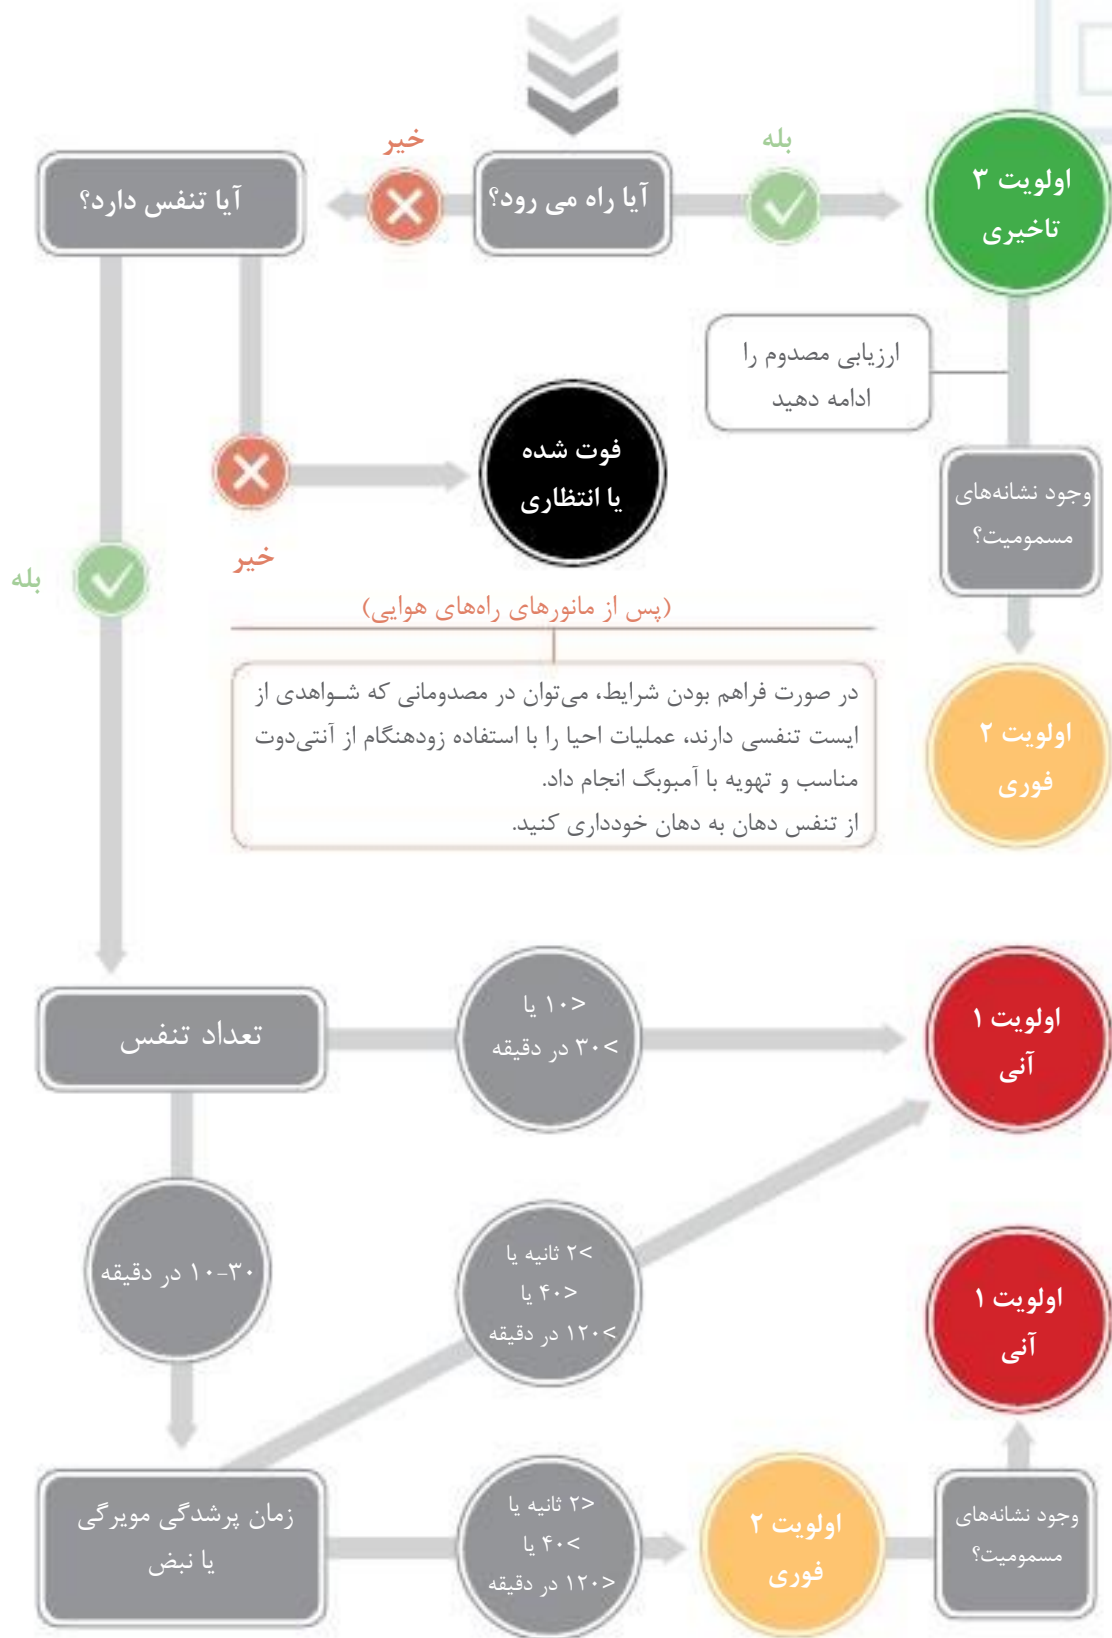 خیر
بله
آیا تنفس دارد؟
آیا راه می رود؟
اولویت ۳
تاخیری
ارزیابی مصدوم را
ادامه دهید
فوت شده
یا انتظاری
وجود نشانه‌های
مسمومیت؟
خیر
بله
(پس از مانورهای راه‌های هوایی)
در صورت فراهم بودن شرایط، می‌توان در مصدومانی که شواهدی از
ایست تنفسی دارند، عملیات احیا را با استفاده زودهنگام از آنتی‌دوت
مناسب و تهویه با آمبوبگ انجام داد.
از تنفس دهان به دهان خودداری کنید.
اولویت ۲
فوری
تعداد تنفس
<۱۰ یا
>۳۰ در دقیقه
اولویت ۱
آنی
۱۰-۳۰ در دقیقه
>۲ ثانیه یا
<۴۰ یا
>۱۲۰ در دقیقه
اولویت ۱
آنی
زمان پرشدگی مویرگی
یا نبض
<۲ ثانیه یا
>۴۰ یا
<۱۲۰ در دقیقه
اولویت ۲
فوری
وجود نشانه‌های
مسمومیت؟